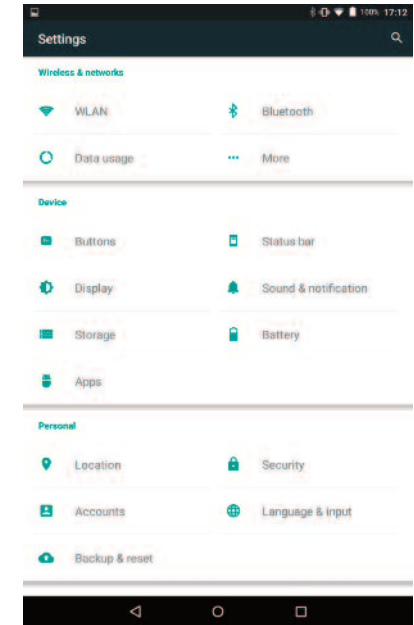 100% 17:12
Settings
Wireless & networks
WLAN Bluetooth
Data usage More
Device
Buttons Status bar
Display Sound & notification
Storage Battery
Apps
Personal
Location Security
Accounts Language & input
Backup & reset